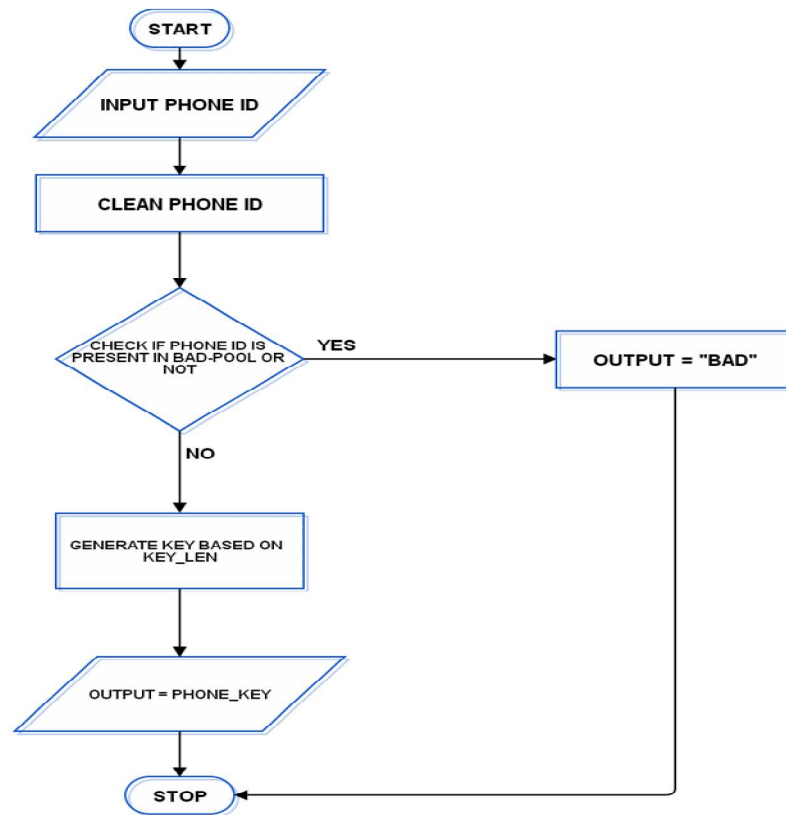 START
INPUT PHONE ID
CLEAN PHONE ID
CHECK IF PHONE ID IS
PRESENT IN BAD-POOL OR
NOT
YES
OUTPUT = "BAD"
NO
GENERATE KEY BASED ON
KEY_LEN
OUTPUT = PHONE_KEY
STOP